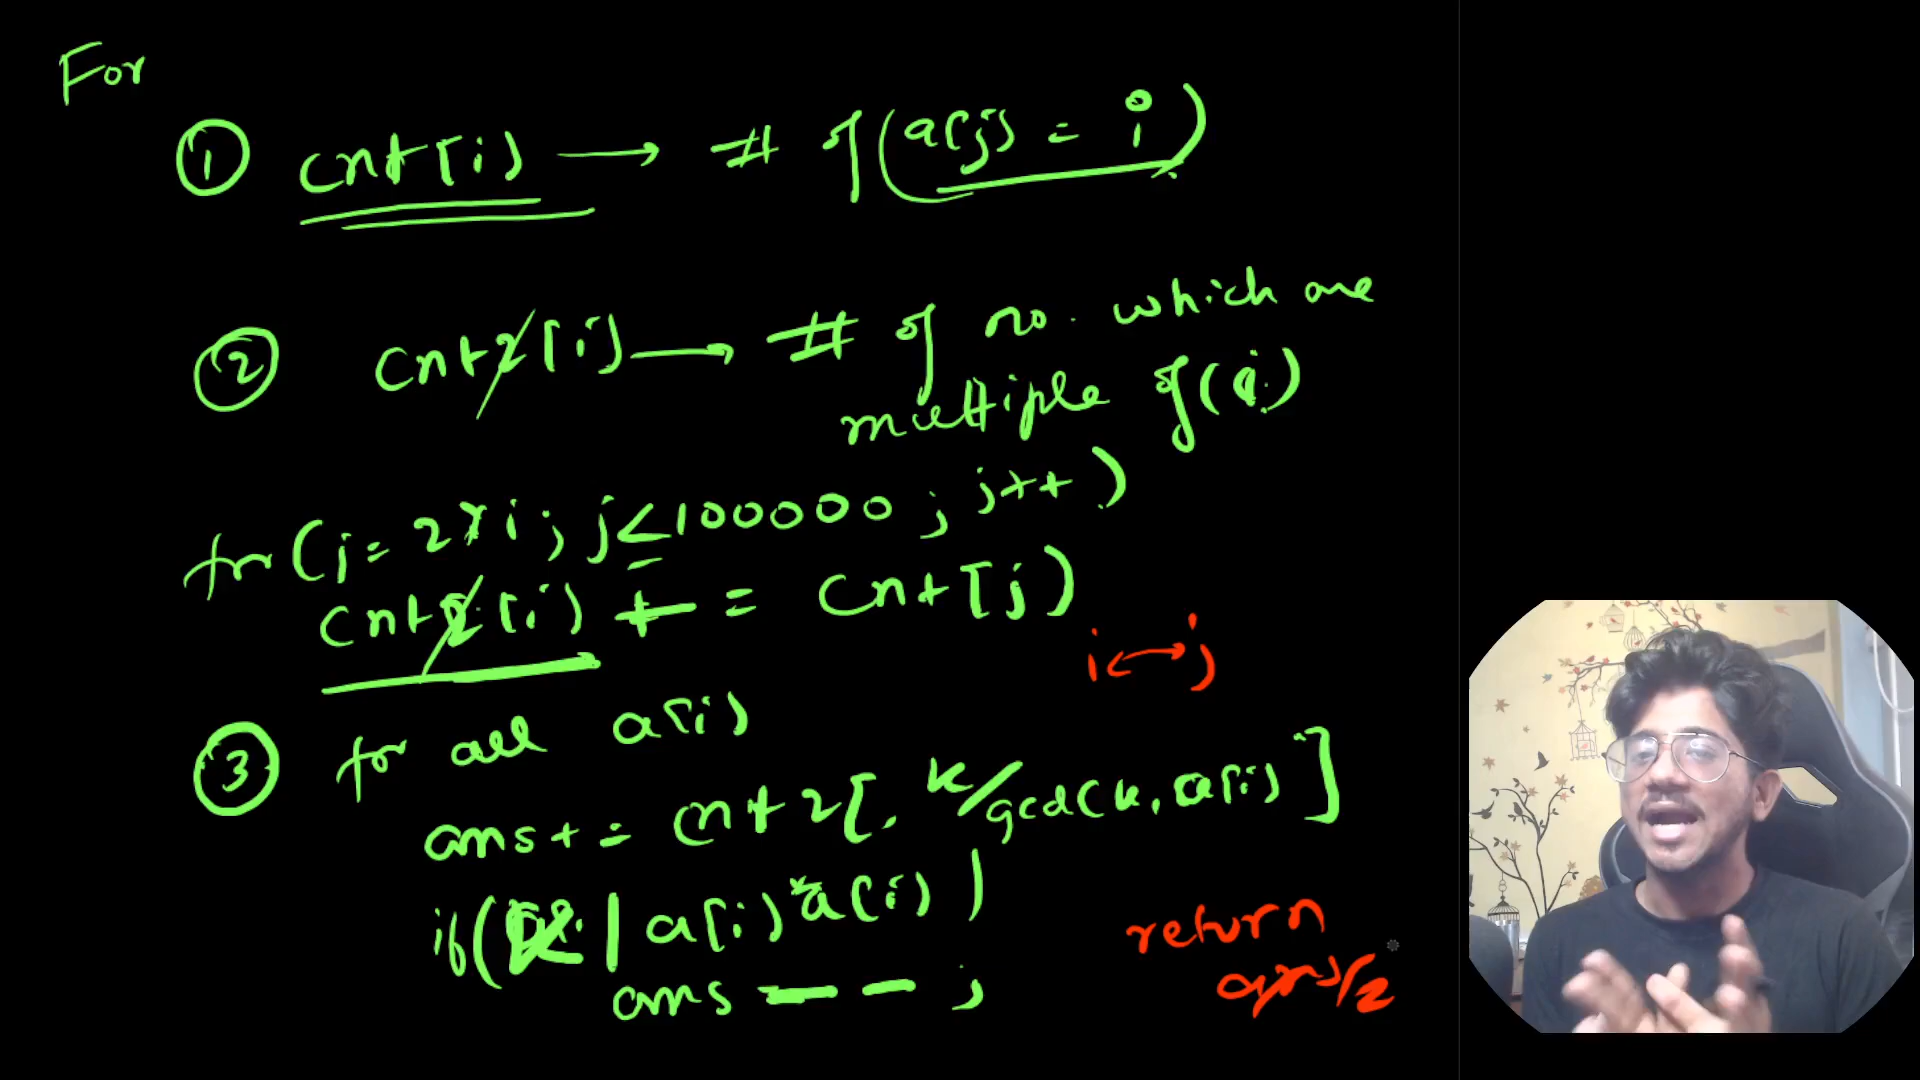 For
① cnt[i] → # of (a[j] = i)
② cnt2[i] → # of no. which are
multiple of (i)
for (j = 2*i ; j ≤ 100000 ; j++)
cnt2[i] += cnt[j]
i ↔ j
③ for all a[i]
ans += cnt2[ k/gcd(k, a[i]) ]
if (K | a[i] * a[i])
ans -- ;
return
ans/2